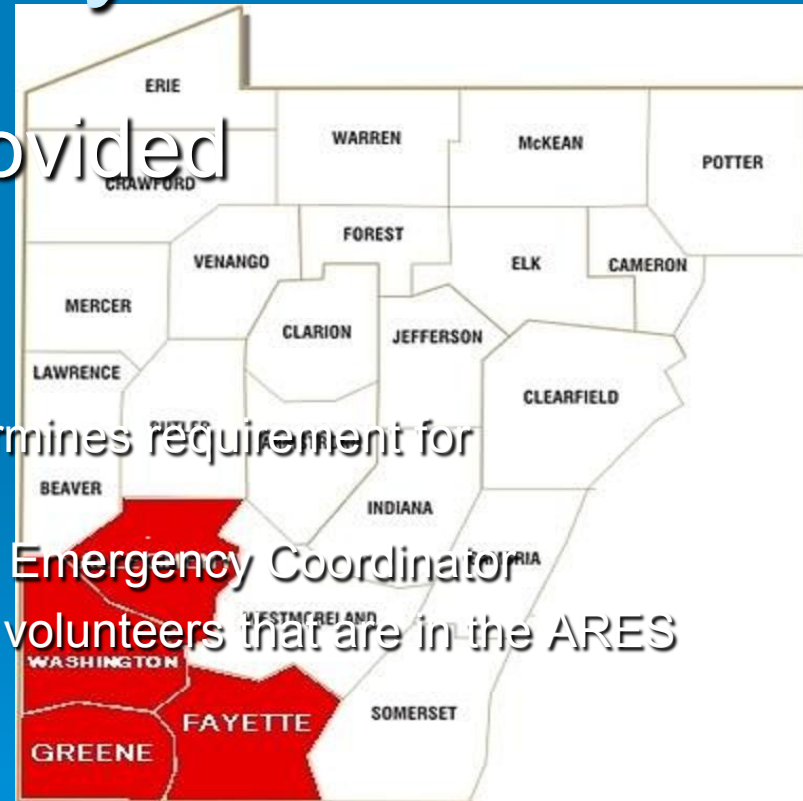 y
ERIE
ovided
WARREN
McKEAN
POTTER
CRAWFORD
FOREST
VENANGO
ELK
CAMERON
MERCER
CLARION
JEFFERSON
LAWRENCE
CLEARFIELD
rmines requirement for
BEAVER
INDIANA
Emergency Coordinator
WESTMORELAND
volunteers that are in the ARES
WASHINGTON
SOMERSET
FAYETTE
GREENE